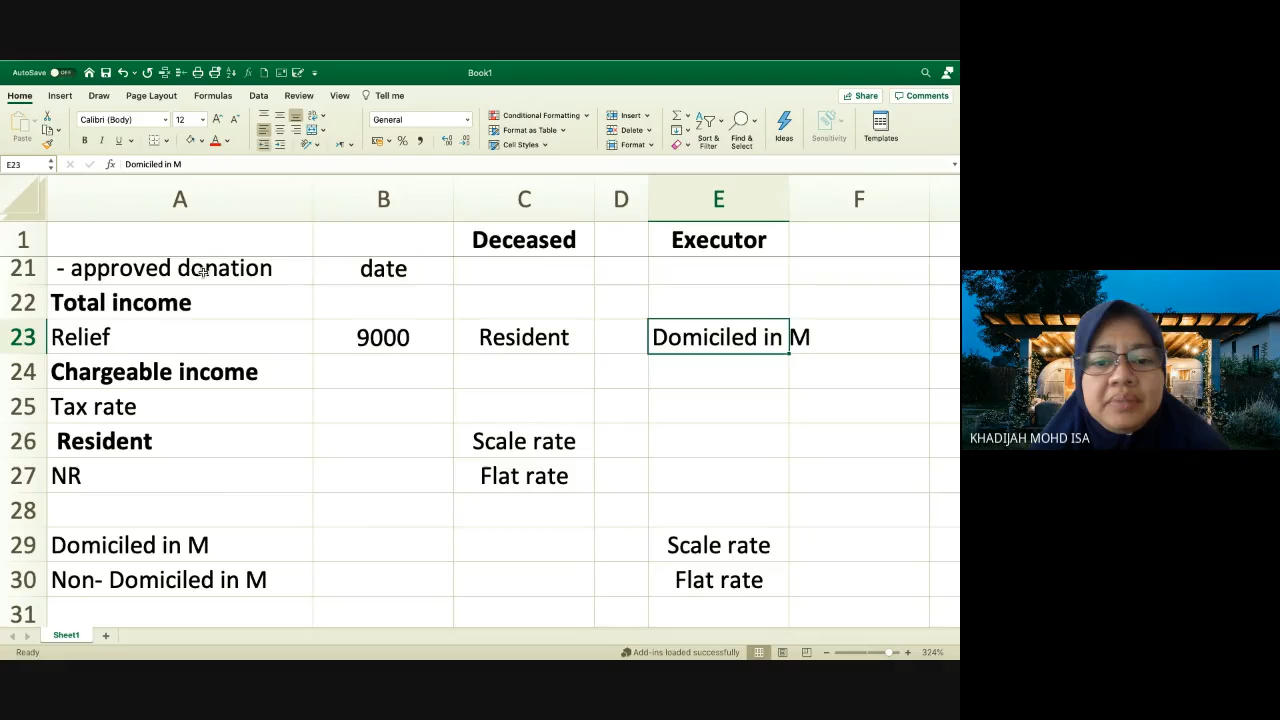 AutoSave OFF
Book1
Home Insert Draw Page Layout Formulas Data Review View Tell me
Share Comments
Paste
Calibri (Body) 12
B I U
General
Conditional Formatting
Format as Table
Cell Styles
Insert
Delete
Format
Sort & Filter
Find & Select
Ideas
Sensitivity
Templates
E23 fx Domiciled in M
A B C D E F
1 Deceased Executor
21 - approved donation date
22 Total income
23 Relief 9000 Resident Domiciled in M
24 Chargeable income
25 Tax rate
26 Resident Scale rate
27 NR Flat rate
28
29 Domiciled in M Scale rate
30 Non- Domiciled in M Flat rate
31
Sheet1 +
Ready
Add-ins loaded successfully
324%
KHADIJAH MOHD ISA